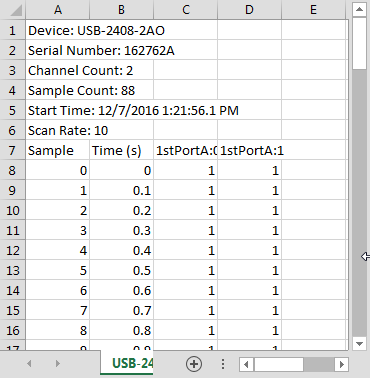 A B C D E
1 Device: USB-2408-2AO
2 Serial Number: 162762A
3 Channel Count: 2
4 Sample Count: 88
5 Start Time: 12/7/2016 1:21:56.1 PM
6 Scan Rate: 10
7 Sample Time (s) 1stPortA:0 1stPortA:1
8 0 0 1 1
9 1 0.1 1 1
10 2 0.2 1 1
11 3 0.3 1 1
12 4 0.4 1 1
13 5 0.5 1 1
14 6 0.6 1 1
15 7 0.7 1 1
16 8 0.8 1 1
17 9 0.9 1 1
USB-24